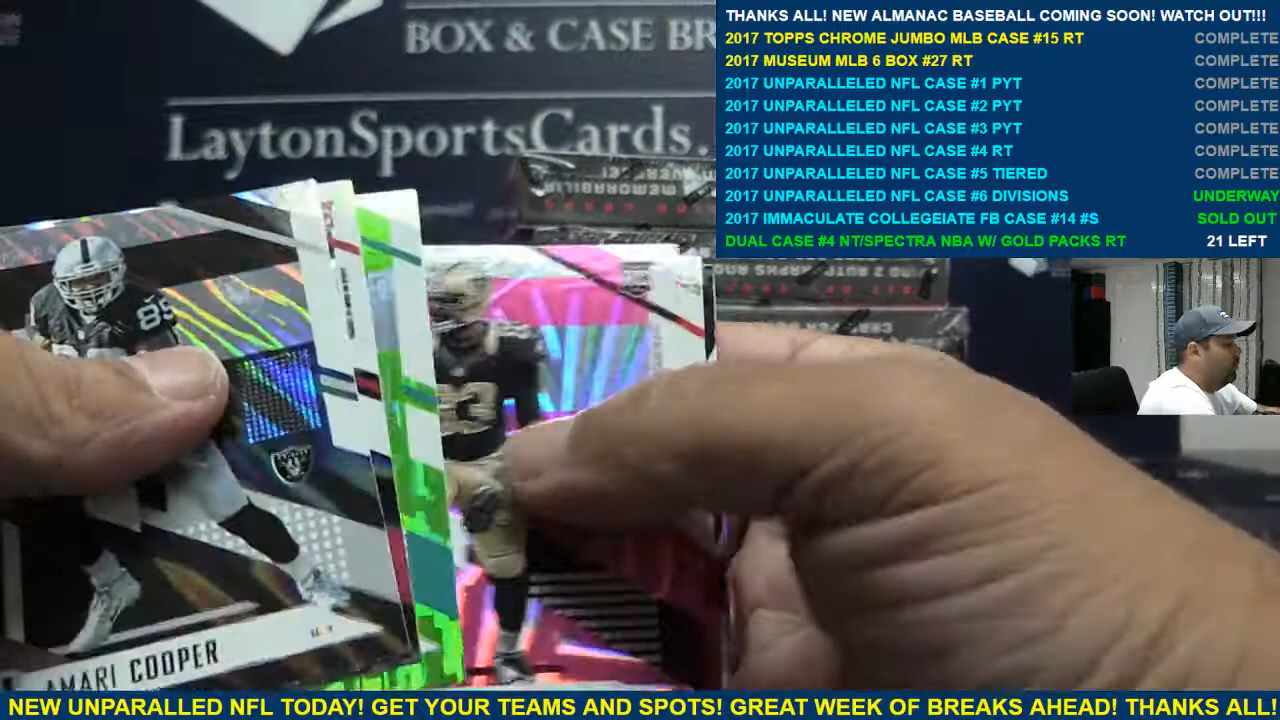 BOX & CASE BR
LaytonSportsCards.
THANKS ALL! NEW ALMANAC BASEBALL COMING SOON! WATCH OUT!!!
2017 TOPPS CHROME JUMBO MLB CASE #15 RT COMPLETE
2017 MUSEUM MLB 6 BOX #27 RT COMPLETE
2017 UNPARALLELED NFL CASE #1 PYT COMPLETE
2017 UNPARALLELED NFL CASE #2 PYT COMPLETE
2017 UNPARALLELED NFL CASE #3 PYT COMPLETE
2017 UNPARALLELED NFL CASE #4 RT COMPLETE
2017 UNPARALLELED NFL CASE #5 TIERED COMPLETE
2017 UNPARALLELED NFL CASE #6 DIVISIONS UNDERWAY
2017 IMMACULATE COLLEGEIATE FB CASE #14 #S SOLD OUT
DUAL CASE #4 NT/SPECTRA NBA W/ GOLD PACKS RT 21 LEFT
89
AMARI COOPER
NEW UNPARALLED NFL TODAY! GET YOUR TEAMS AND SPOTS! GREAT WEEK OF BREAKS AHEAD! THANKS ALL!